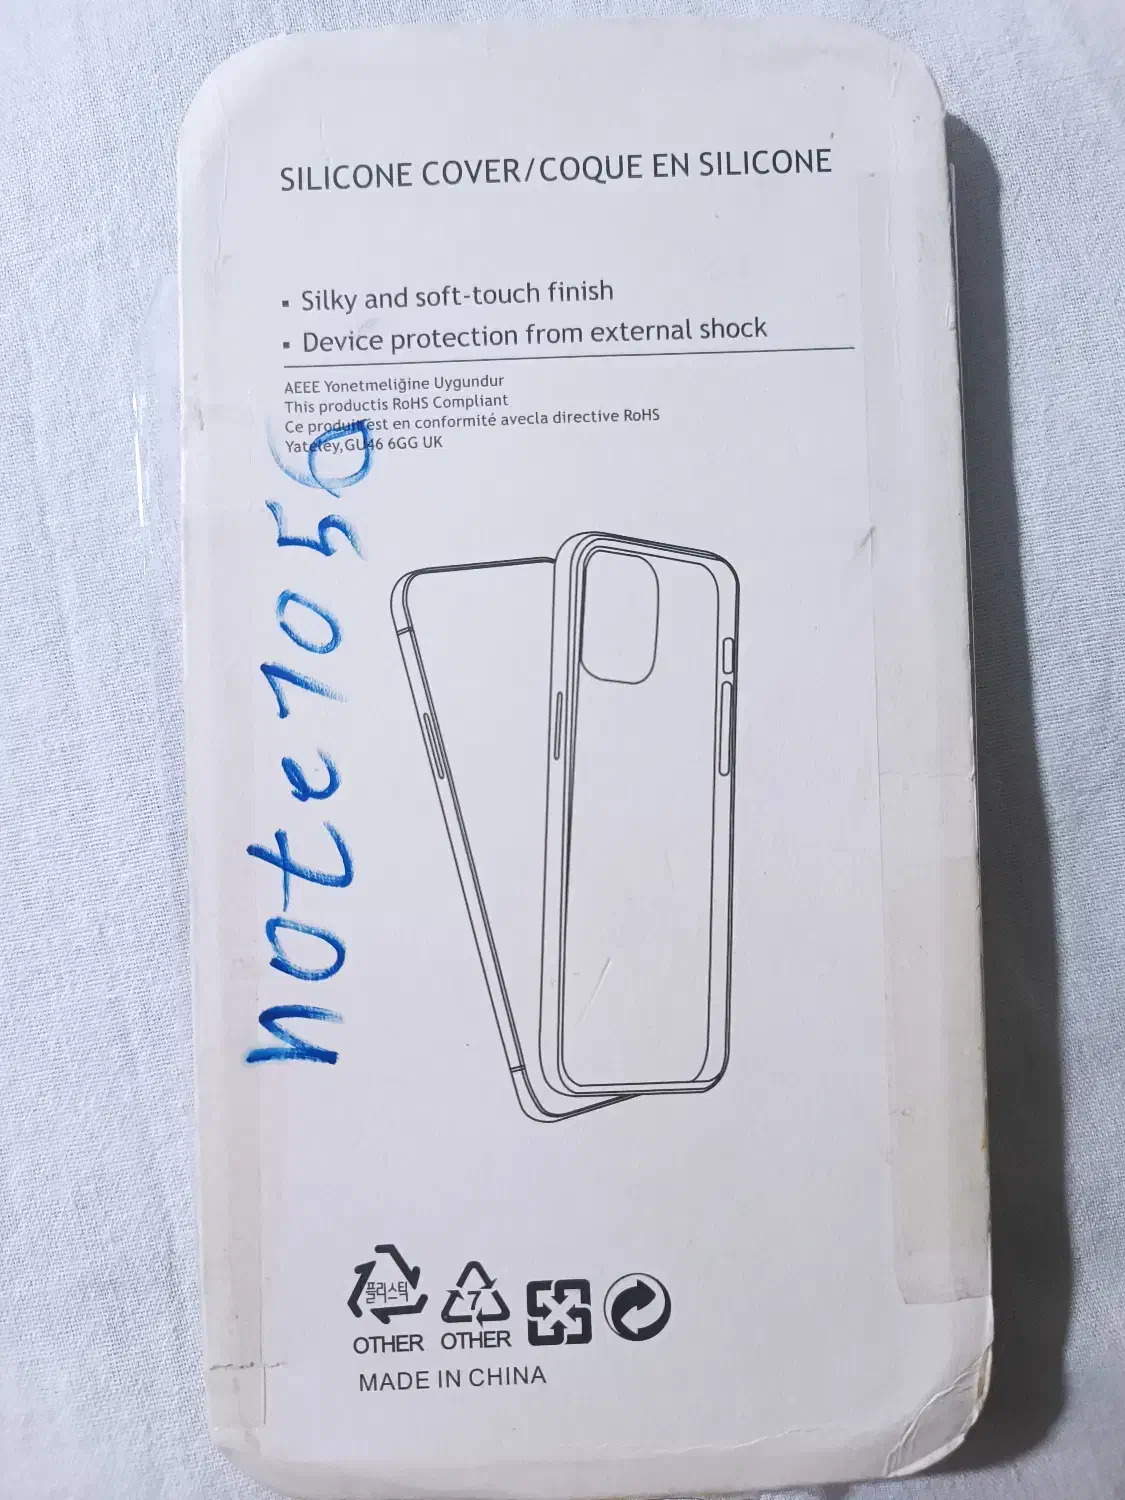 SILICONE COVER/COQUE EN SILICONE
▪ Silky and soft-touch finish
▪ Device protection from external shock
AEEE Yonetmeliğine Uygundur
This productis RoHS Compliant
Ce produit est en conformité avecla directive RoHS
Yateley,GU46 6GG UK
note 10 5G
플라스틱
7
OTHER
OTHER
MADE IN CHINA